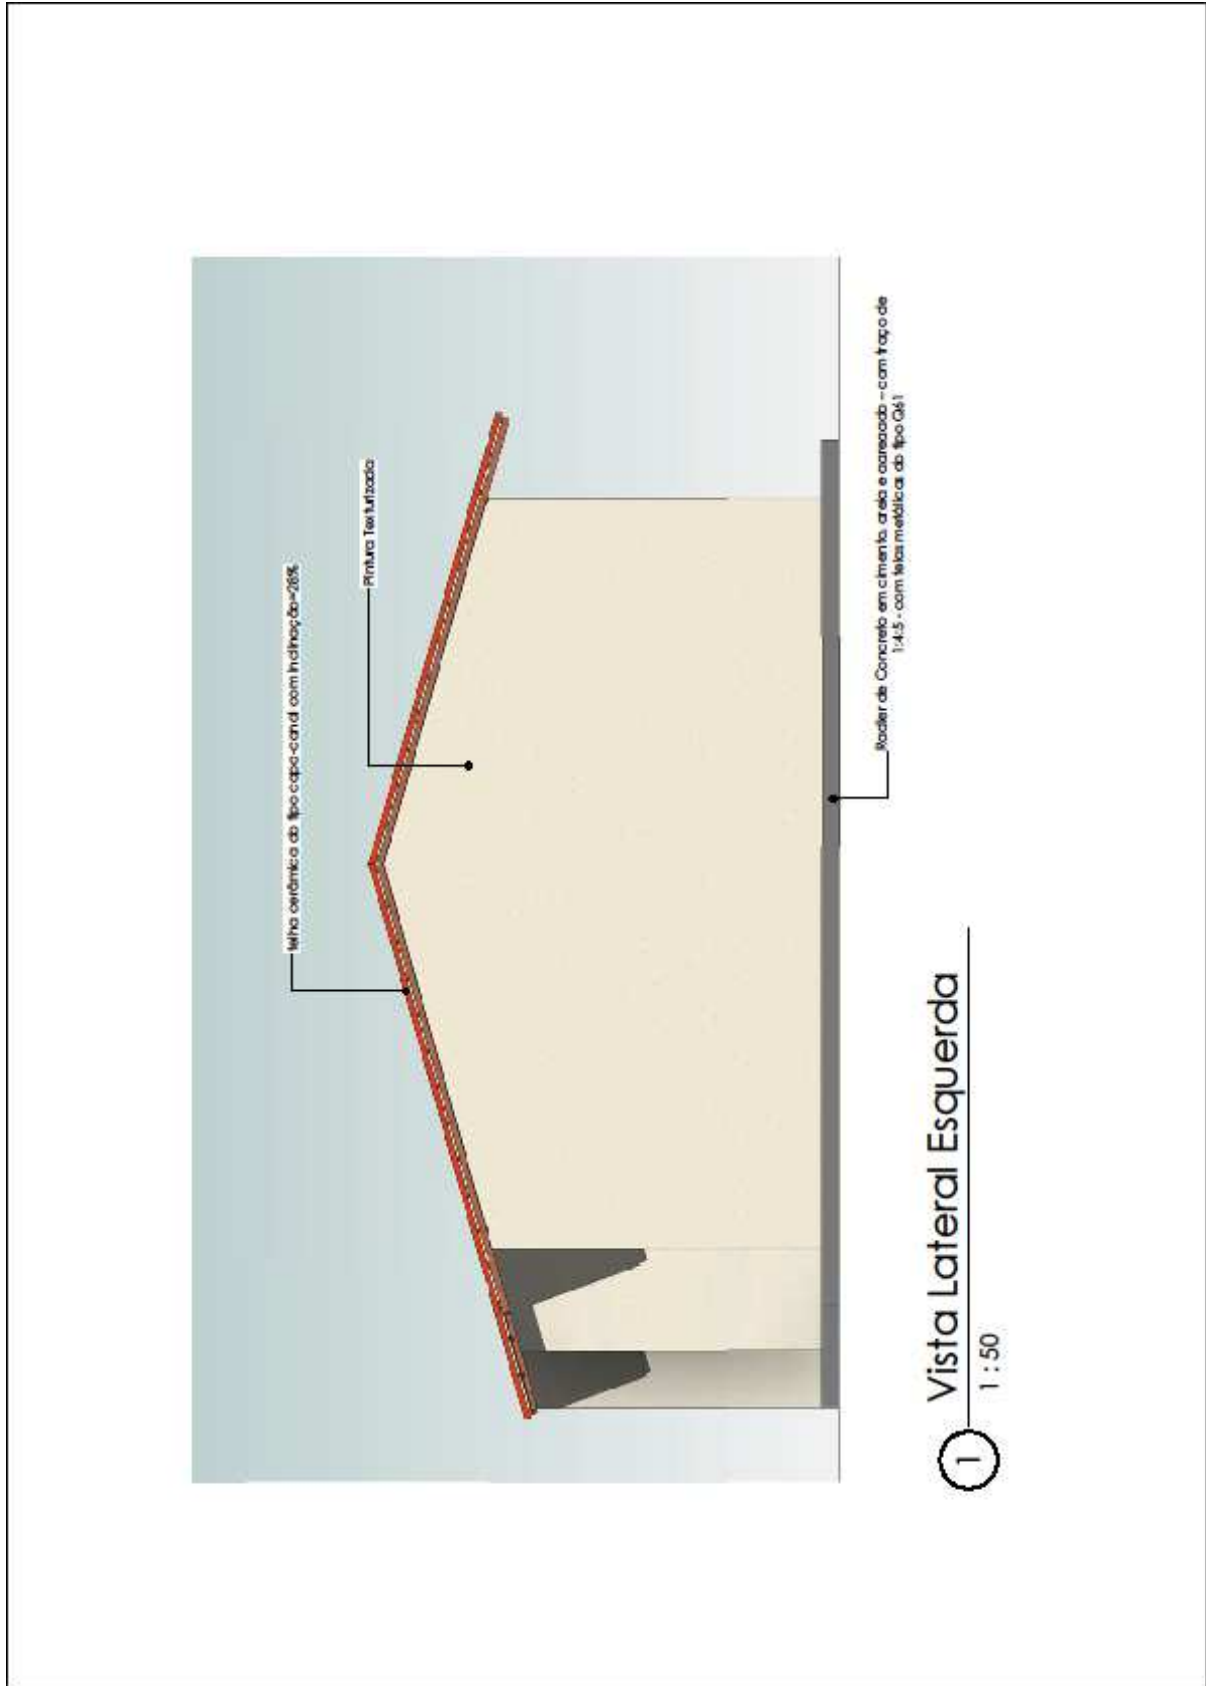 telha cerâmica do tipo capa-canal com inclinação=28%
Pintura Texturizada
Radier de Concreto em cimento, areia e agregado - com traço de
1:4:5 - com telas metálicas do tipo Q61
1
Vista Lateral Esquerda
1 : 50